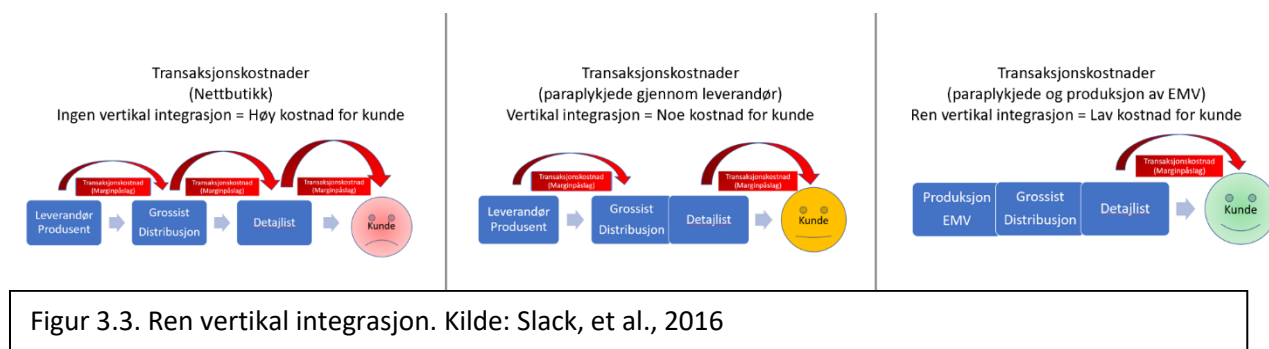 Transaksjonskostnader
(Nettbutikk)
Ingen vertikal integrasjon = Høy kostnad for kunde
Transaksjonskostnad
(Marginpåslag)
Transaksjonskostnad
(Marginpåslag)
Transaksjonskostnad
(Marginpåslag)
Leverandør
Produsent
Grossist
Distribusjon
Detajlist
Kunde
Transaksjonskostnader
(paraplykjede gjennom leverandør)
Vertikal integrasjon = Noe kostnad for kunde
Transaksjonskostnad
(Marginpåslag)
Transaksjonskostnad
(Marginpåslag)
Leverandør
Produsent
Grossist
Distribusjon
Detajlist
Kunde
Transaksjonskostnader
(paraplykjede og produksjon av EMV)
Ren vertikal integrasjon = Lav kostnad for kunde
Transaksjonskostnad
(Marginpåslag)
Produksjon
EMV
Grossist
Distribusjon
Detajlist
Kunde
Figur 3.3. Ren vertikal integrasjon. Kilde: Slack, et al., 2016